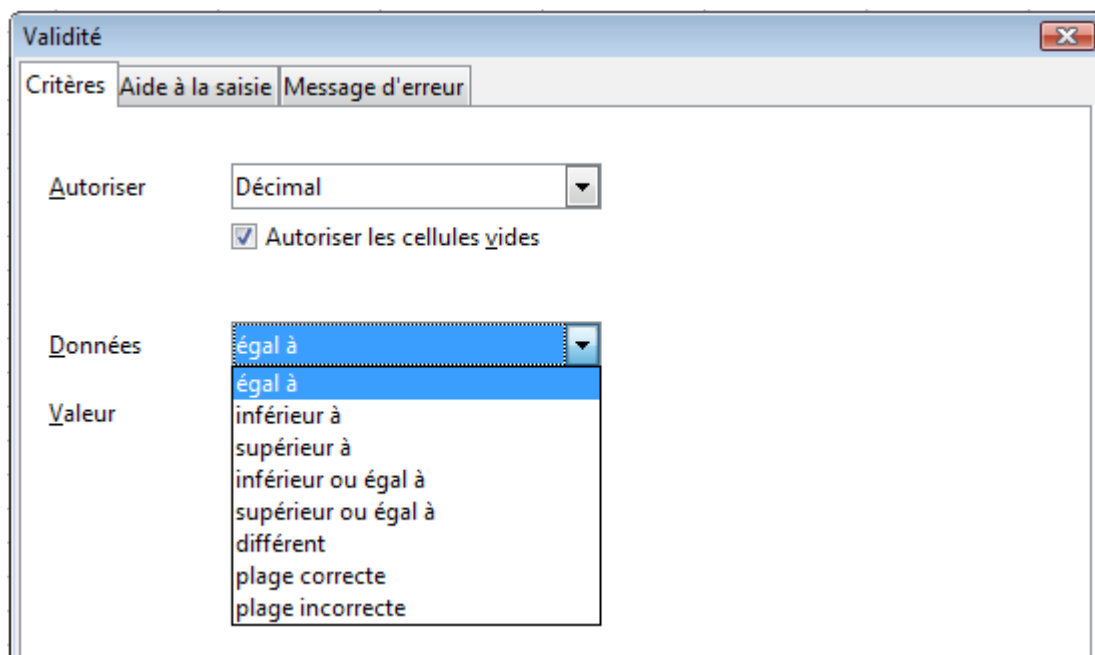 Validité
Critères Aide à la saisie Message d'erreur
Autoriser Décimal
Autoriser les cellules vides
Données égal à
égal à
Valeur
inférieur à
supérieur à
inférieur ou égal à
supérieur ou égal à
différent
plage correcte
plage incorrecte